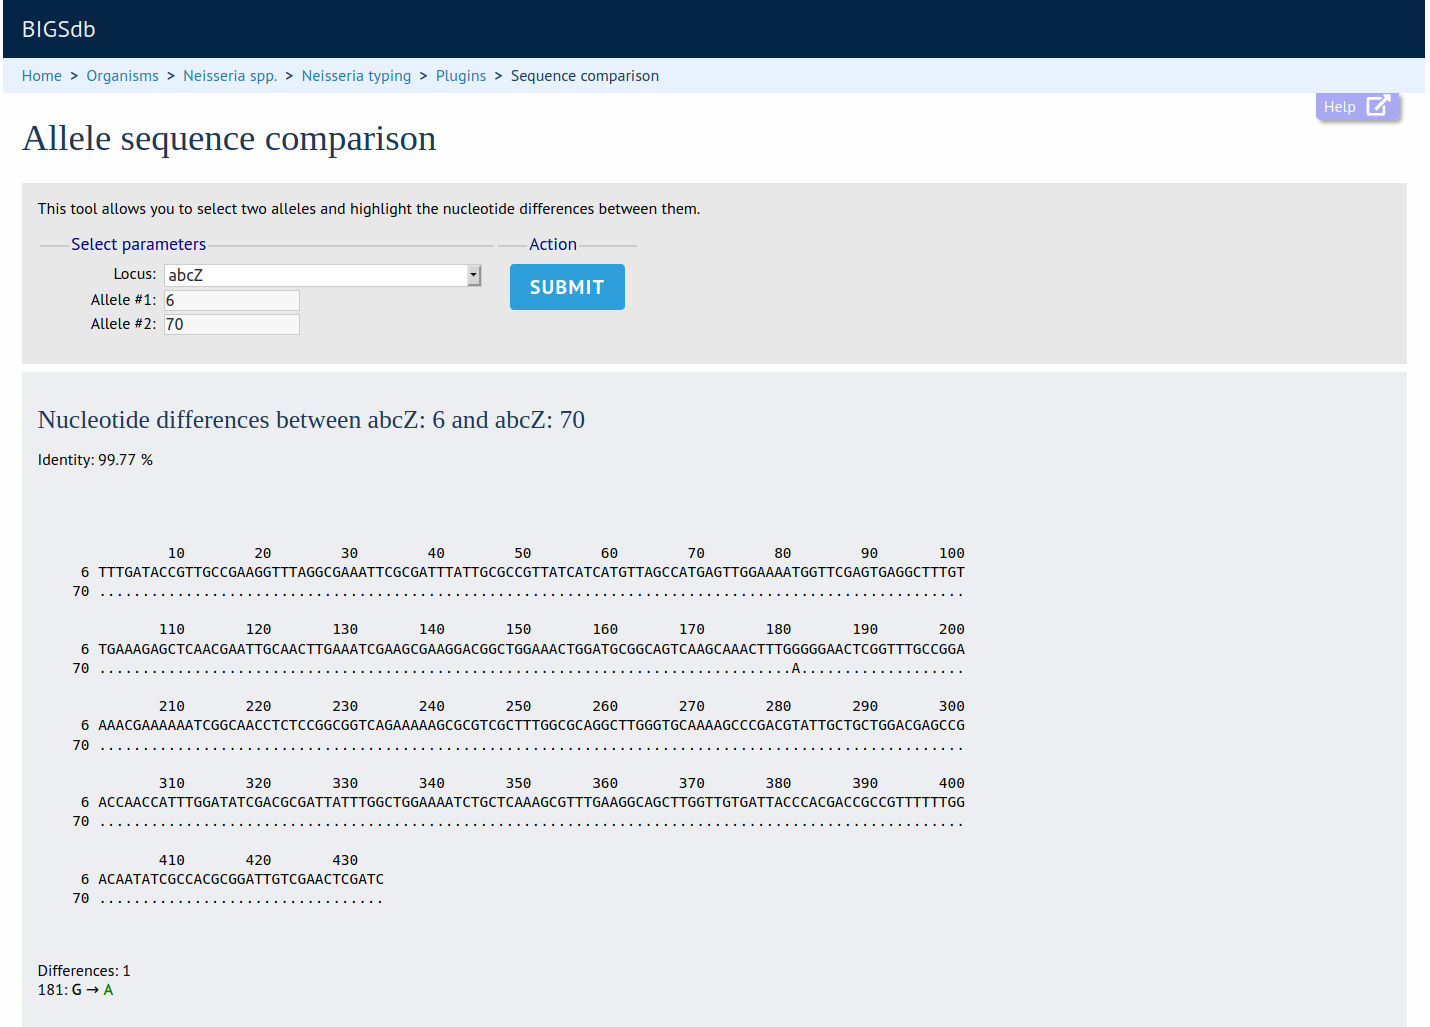 BIGSdb
Home > Organisms > Neisseria spp. > Neisseria typing > Plugins > Sequence comparison
Help
Allele sequence comparison
This tool allows you to select two alleles and highlight the nucleotide differences between them.
Select parameters Action
Locus: abcZ
SUBMIT
Allele #1: 6
Allele #2: 70
Nucleotide differences between abcZ: 6 and abcZ: 70
Identity: 99.77 %
10 20 30 40 50 60 70 80 90 100
6 TTTGATACCGTTGCCGAAGGTTTAGGCGAAATTCGCGATTTATTGCGCCGTTATCATCATGTTAGCCATGAGTTGGAAAATGGTTCGAGTGAGGCTTTGT
70 ....................................................................................................
110 120 130 140 150 160 170 180 190 200
6 TGAAAGAGCTCAACGAATTGCAACTTGAAATCGAAGCGAAGGACGGCTGGAAACTGGATGCGGCAGTCAAGCAAACTTTGGGGGAACTCGGTTTGCCGGA
70 ................................................................................A...................
210 220 230 240 250 260 270 280 290 300
6 AAACGAAAAAATCGGCAACCTCTCCGGCGGTCAGAAAAAGCGCGTCGCTTTGGCGCAGGCTTGGGTGCAAAAGCCCGACGTATTGCTGCTGGACGAGCCG
70 ....................................................................................................
310 320 330 340 350 360 370 380 390 400
6 ACCAACCATTTGGATATCGACGCGATTATTTGGCTGGAAAATCTGCTCAAAGCGTTTGAAGGCAGCTTGGTTGTGATTACCCACGACCGCCGTTTTTTGG
70 ....................................................................................................
410 420 430
6 ACAATATCGCCACGCGGATTGTCGAACTCGATC
70 .................................
Differences: 1
181: G → A